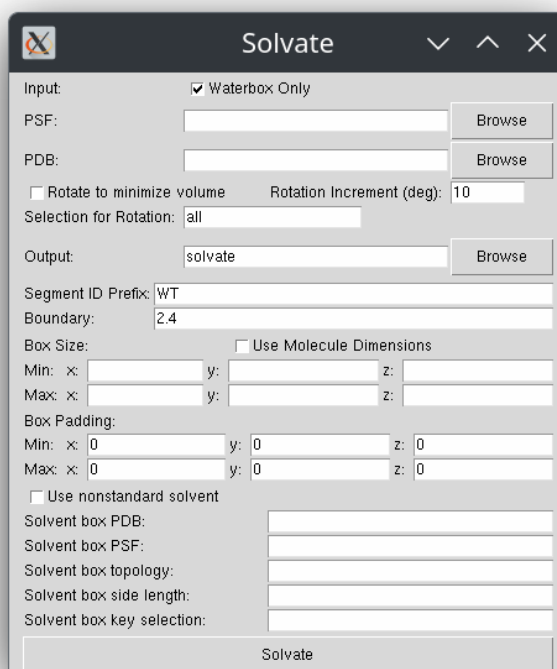 Solvate
Input: Waterbox Only
PSF: Browse
PDB: Browse
Rotate to minimize volume Rotation Increment (deg): 10
Selection for Rotation: all
Output: solvate Browse
Segment ID Prefix: WT
Boundary: 2.4
Box Size: Use Molecule Dimensions
Min: x: y: z:
Max: x: y: z:
Box Padding:
Min: x: 0 y: 0 z: 0
Max: x: 0 y: 0 z: 0
Use nonstandard solvent
Solvent box PDB:
Solvent box PSF:
Solvent box topology:
Solvent box side length:
Solvent box key selection:
Solvate